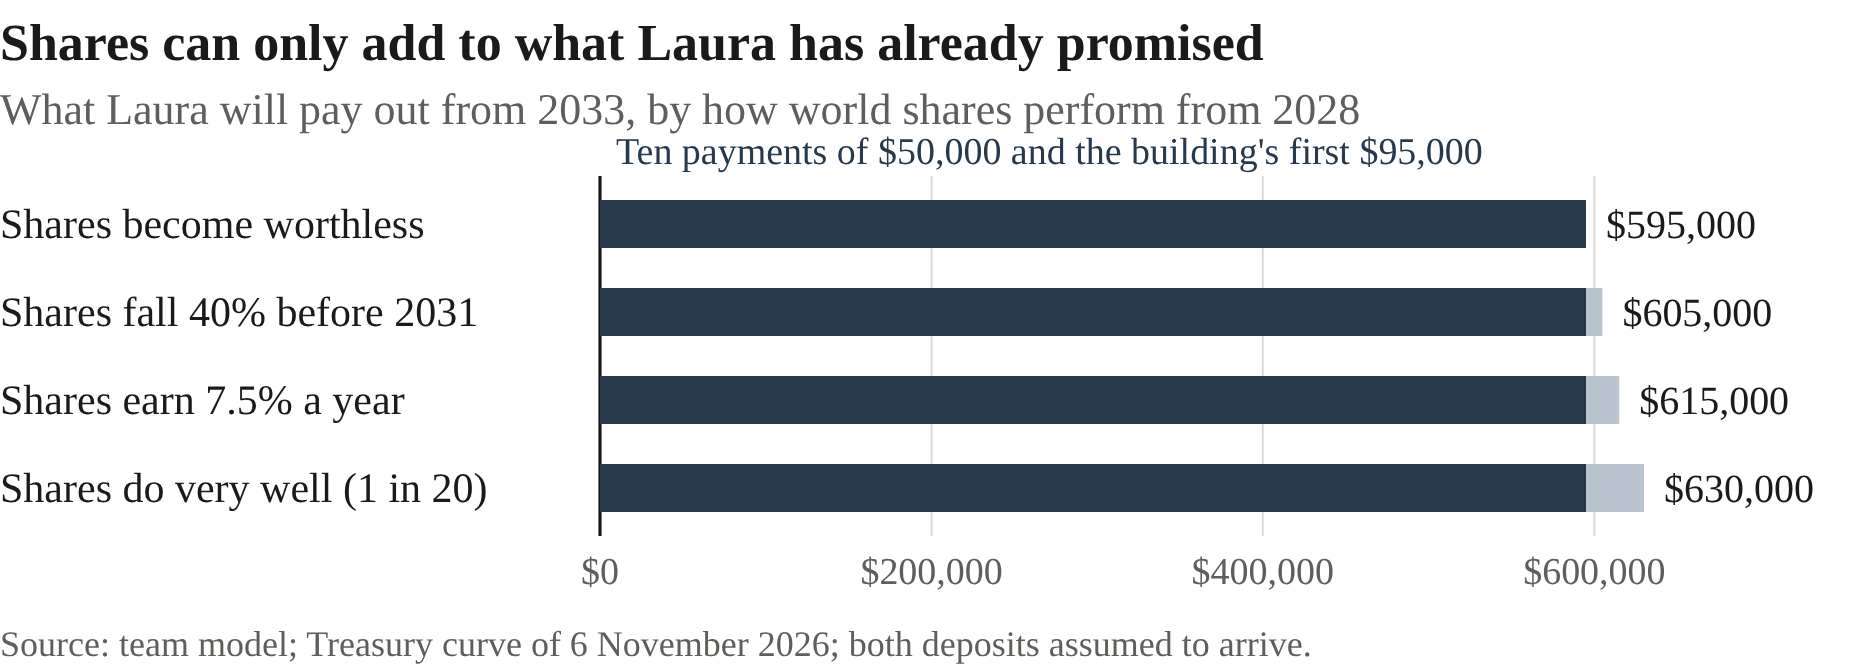 Shares can only add to what Laura has already promised
What Laura will pay out from 2033, by how world shares perform from 2028
Ten payments of $50,000 and the building's first $95,000
Shares become worthless
$595,000
Shares fall 40% before 2031
$605,000
Shares earn 7.5% a year
$615,000
Shares do very well (1 in 20)
$630,000
$0
$200,000
$400,000
$600,000
Source: team model; Treasury curve of 6 November 2026; both deposits assumed to arrive.